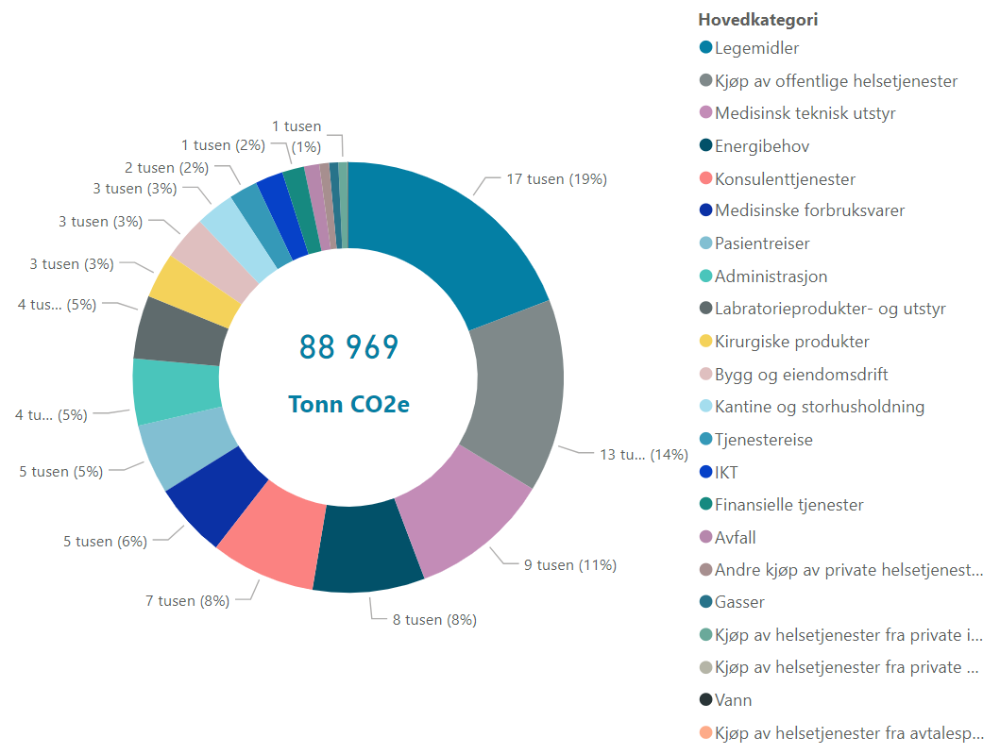 Hovedkategori
Legemidler
Kjøp av offentlige helsetjenester
Medisinsk teknisk utstyr
Energibehov
Konsulenttjenester
Medisinske forbruksvarer
Pasientreiser
Administrasjon
Labratorieprodukter- og utstyr
Kirurgiske produkter
Bygg og eiendomsdrift
Kantine og storhusholdning
Tjenestereise
IKT
Finansielle tjenester
Avfall
Andre kjøp av private helsetjenest...
Gasser
Kjøp av helsetjenester fra private i...
Kjøp av helsetjenester fra private ...
Vann
Kjøp av helsetjenester fra avtalesp...
17 tusen (19%)
13 tu... (14%)
9 tusen (11%)
8 tusen (8%)
7 tusen (8%)
5 tusen (6%)
5 tusen (5%)
4 tu... (5%)
4 tus... (5%)
3 tusen (3%)
3 tusen (3%)
3 tusen (3%)
2 tusen (2%)
1 tusen (2%)
1 tusen
(1%)
88 969
Tonn CO2e